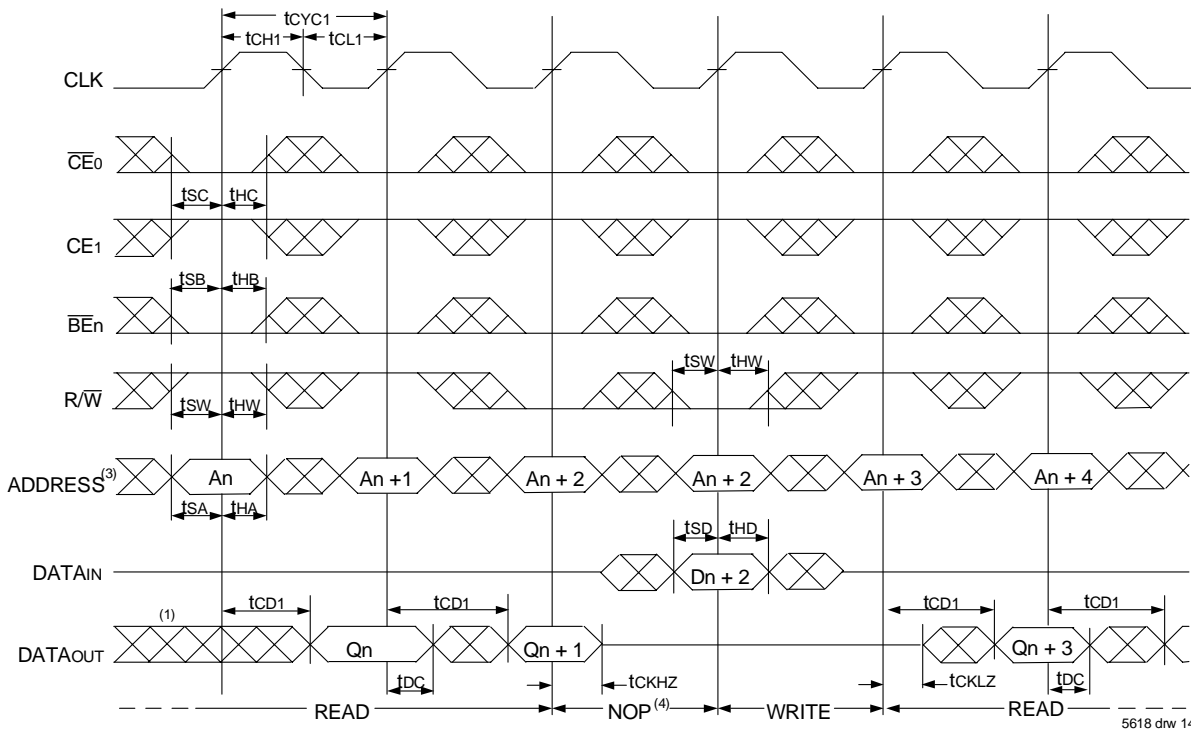 tCYC1
tCH1 tCL1
CLK
CE0
tSC tHC
CE1
tSB tHB
BEn
tSW tHW
R/W
tSW tHW
ADDRESS(3) An An +1 An + 2 An + 2 An + 3 An + 4
tSA tHA
tSD tHD
DATAIN Dn + 2
(1) tCD1 tCD1 tCD1 tCD1
DATAOUT Qn Qn + 1 Qn + 3
tDC tCKHZ tCKLZ tDC
READ NOP(4) WRITE READ
5618 drw 14